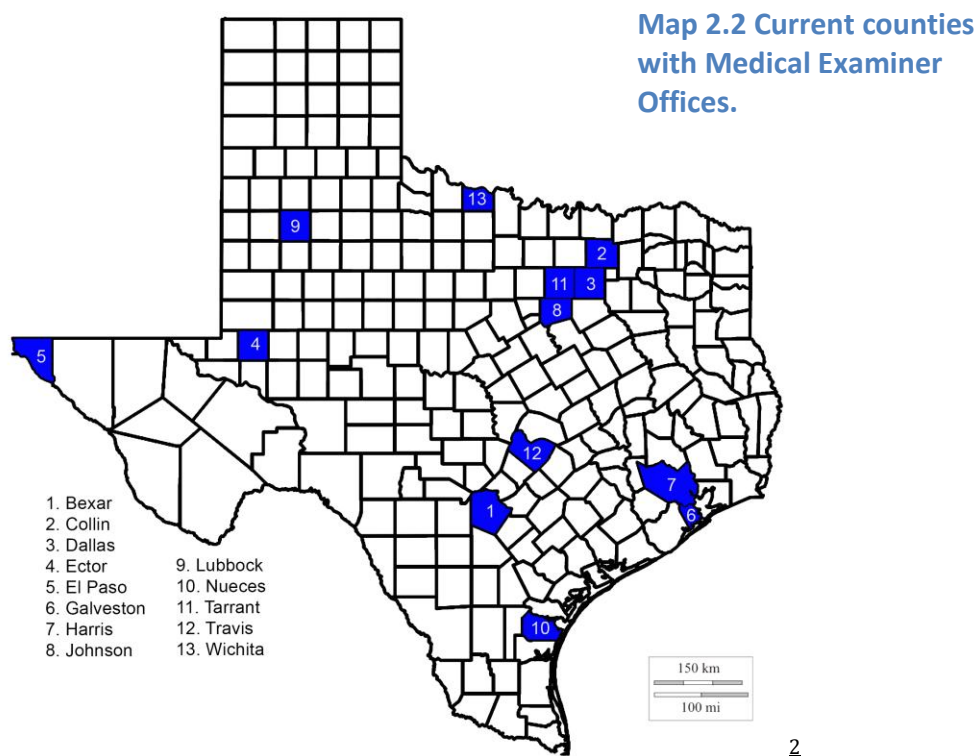 Map 2.2 Current counties
with Medical Examiner
Offices.
13
9
2
11
3
8
4
5
12
7
1
6
10
1. Bexar
2. Collin
3. Dallas
4. Ector
5. El Paso
6. Galveston
7. Harris
8. Johnson
9. Lubbock
10. Nueces
11. Tarrant
12. Travis
13. Wichita
150 km
100 mi
2